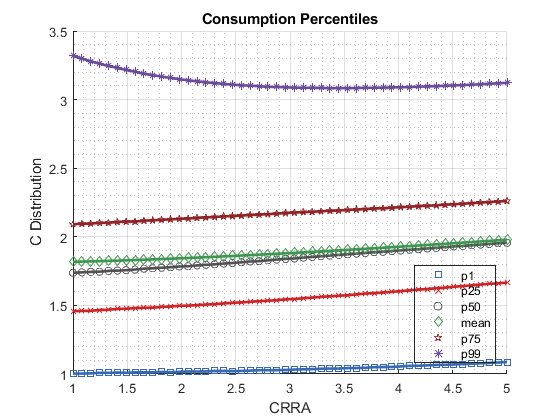 Consumption Percentiles
3.5
3
2.5
2
1.5
1
C Distribution
p1
p25
p50
mean
p75
p99
1 1.5 2 2.5 3 3.5 4 4.5 5
CRRA